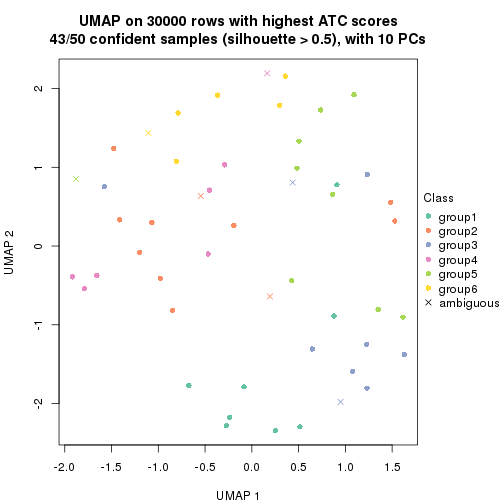 UMAP on 30000 rows with highest ATC scores
43/50 confident samples (silhouette > 0.5), with 10 PCs
2
1
0
-1
-2
UMAP 2
-2.0 -1.5 -1.0 -0.5 0.0 0.5 1.0 1.5
UMAP 1
Class
group1
group2
group3
group4
group5
group6
ambiguous